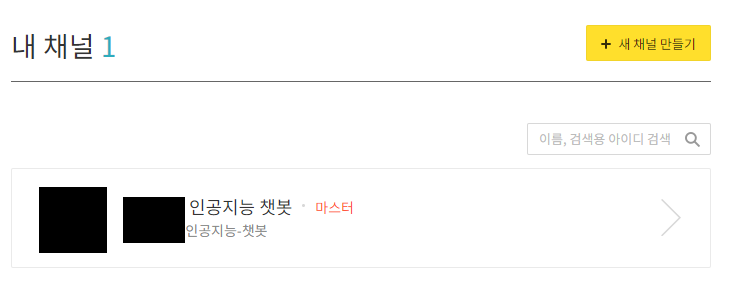 내 채널 1
+ 새 채널 만들기
이름, 검색용 아이디 검색
인공지능 챗봇 · 마스터
인공지능-챗봇